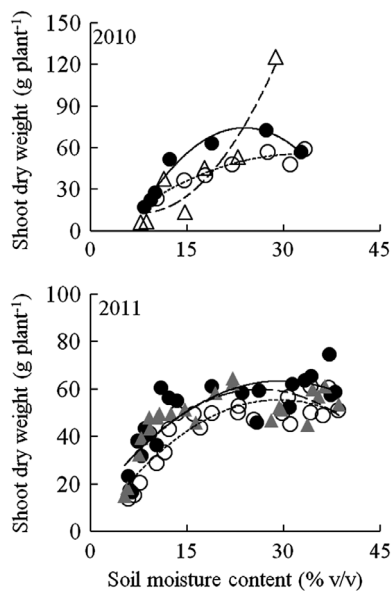 Shoot dry weight (g plant-1)
2010
150
120
90
60
30
0
0 15 30 45
Shoot dry weight (g plant-1)
2011
100
80
60
40
20
0
0 15 30 45
Soil moisture content (% v/v)